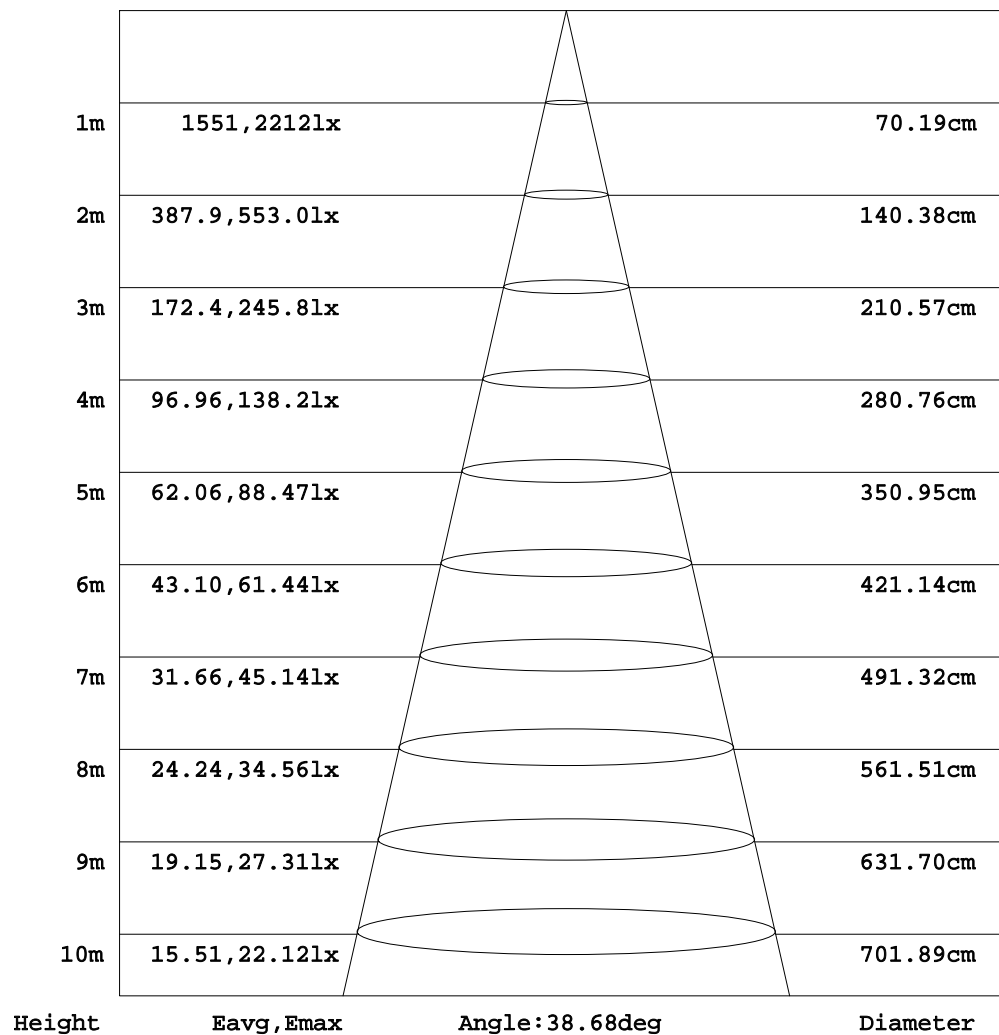 1m 1551,2212lx 70.19cm
2m 387.9,553.0lx 140.38cm
3m 172.4,245.8lx 210.57cm
4m 96.96,138.2lx 280.76cm
5m 62.06,88.47lx 350.95cm
6m 43.10,61.44lx 421.14cm
7m 31.66,45.14lx 491.32cm
8m 24.24,34.56lx 561.51cm
9m 19.15,27.31lx 631.70cm
10m 15.51,22.12lx 701.89cm
Height Eavg,Emax Angle:38.68deg Diameter